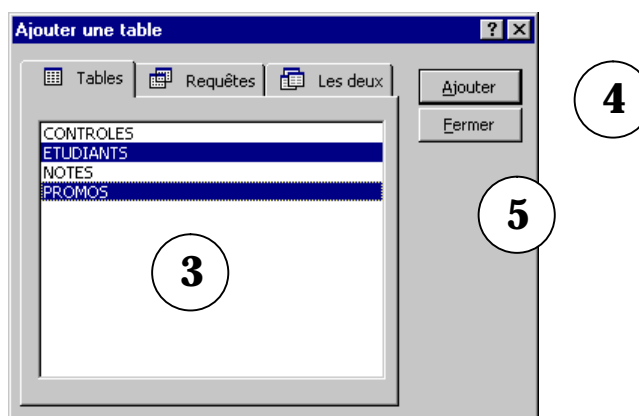 Ajouter une table
Tables Requêtes Les deux
Ajouter
Fermer
CONTROLES
ETUDIANTS
NOTES
PROMOS
3
4
5